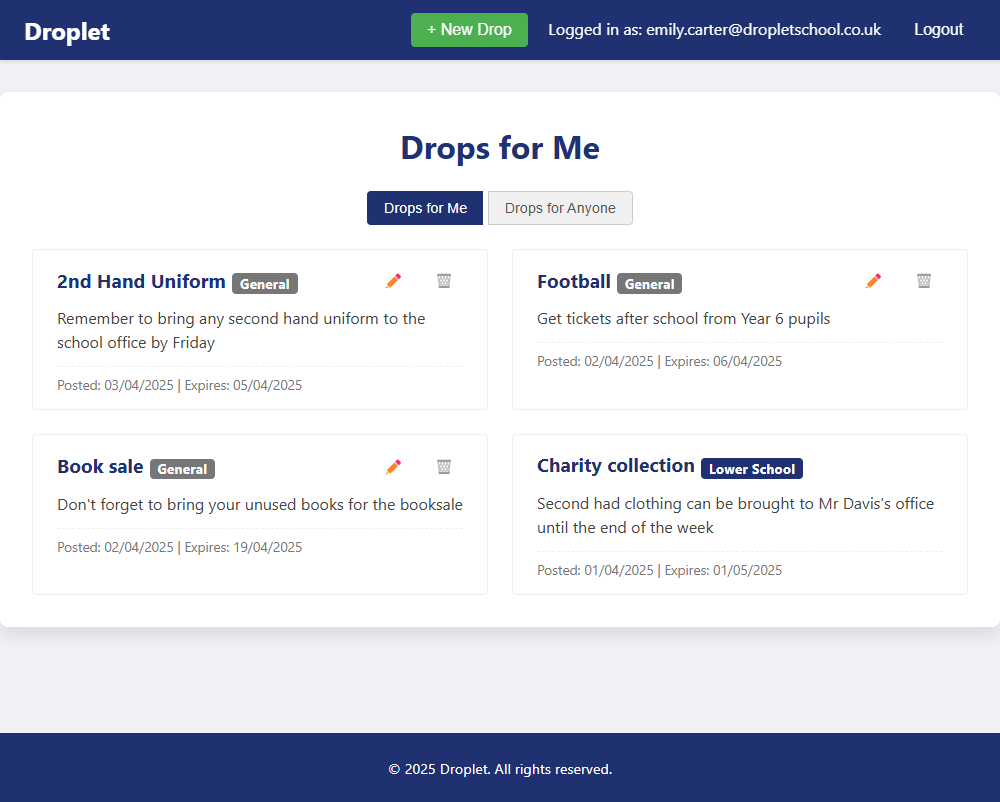 Droplet
+ New Drop
Logged in as: emily.carter@dropletschool.co.uk
Logout
Drops for Me
Drops for Me
Drops for Anyone
2nd Hand Uniform General
Remember to bring any second hand uniform to the
school office by Friday
Posted: 03/04/2025 | Expires: 05/04/2025
Football General
Get tickets after school from Year 6 pupils
Posted: 02/04/2025 | Expires: 06/04/2025
Book sale General
Don't forget to bring your unused books for the booksale
Posted: 02/04/2025 | Expires: 19/04/2025
Charity collection Lower School
Second had clothing can be brought to Mr Davis's office
until the end of the week
Posted: 01/04/2025 | Expires: 01/05/2025
© 2025 Droplet. All rights reserved.